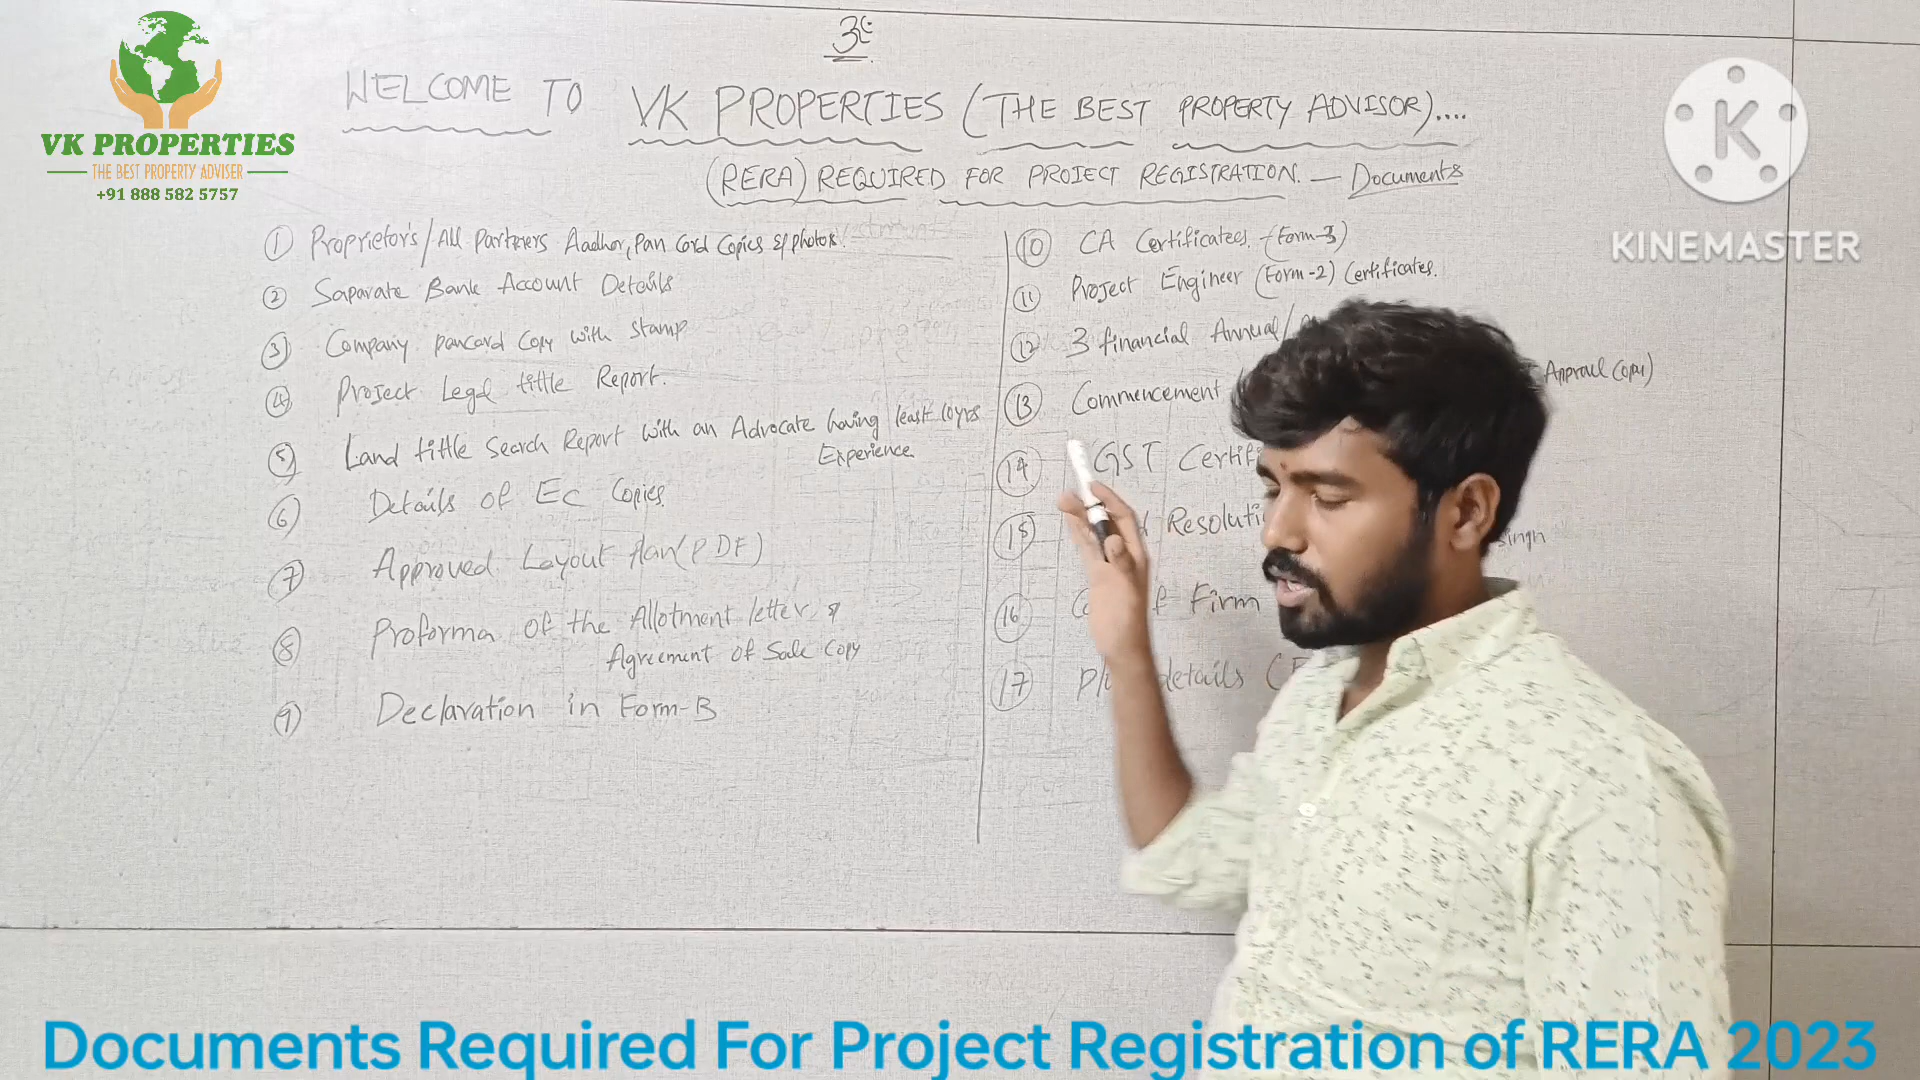 VK PROPERTIES
THE BEST PROPERTY ADVISER
+91 888 582 5757
KINEMASTER
WELCOME TO VK PROPERTIES (THE BEST PROPERTY ADVISOR)....
(RERA) REQUIRED FOR PROJECT REGISTRATION. — Documents
① Proprietor's/All Partners Aadhar, Pan Card Copies & photos.
② Saparate Bank Account Details
③ Company pancard Copy with stamp
④ Project Legal tittle Report.
⑤ Land tittle Search Report with an Advocate having least 10yrs
Experience
⑥ Details of EC Copies
⑦ Approved Layout Plan(PDF)
⑧ Proforma of the Allotment letter &
Agreement of Sale Copy
⑨ Declaration in Form-B
⑩ CA Certificates (Form-3)
⑪ Project Engineer (Form-2) Certificates.
⑫ 3 financial Annual/
⑬ Commencement Copy)
⑭ GST
⑮
⑯ Firm
⑰ details
Documents Required For Project Registration of RERA 2023